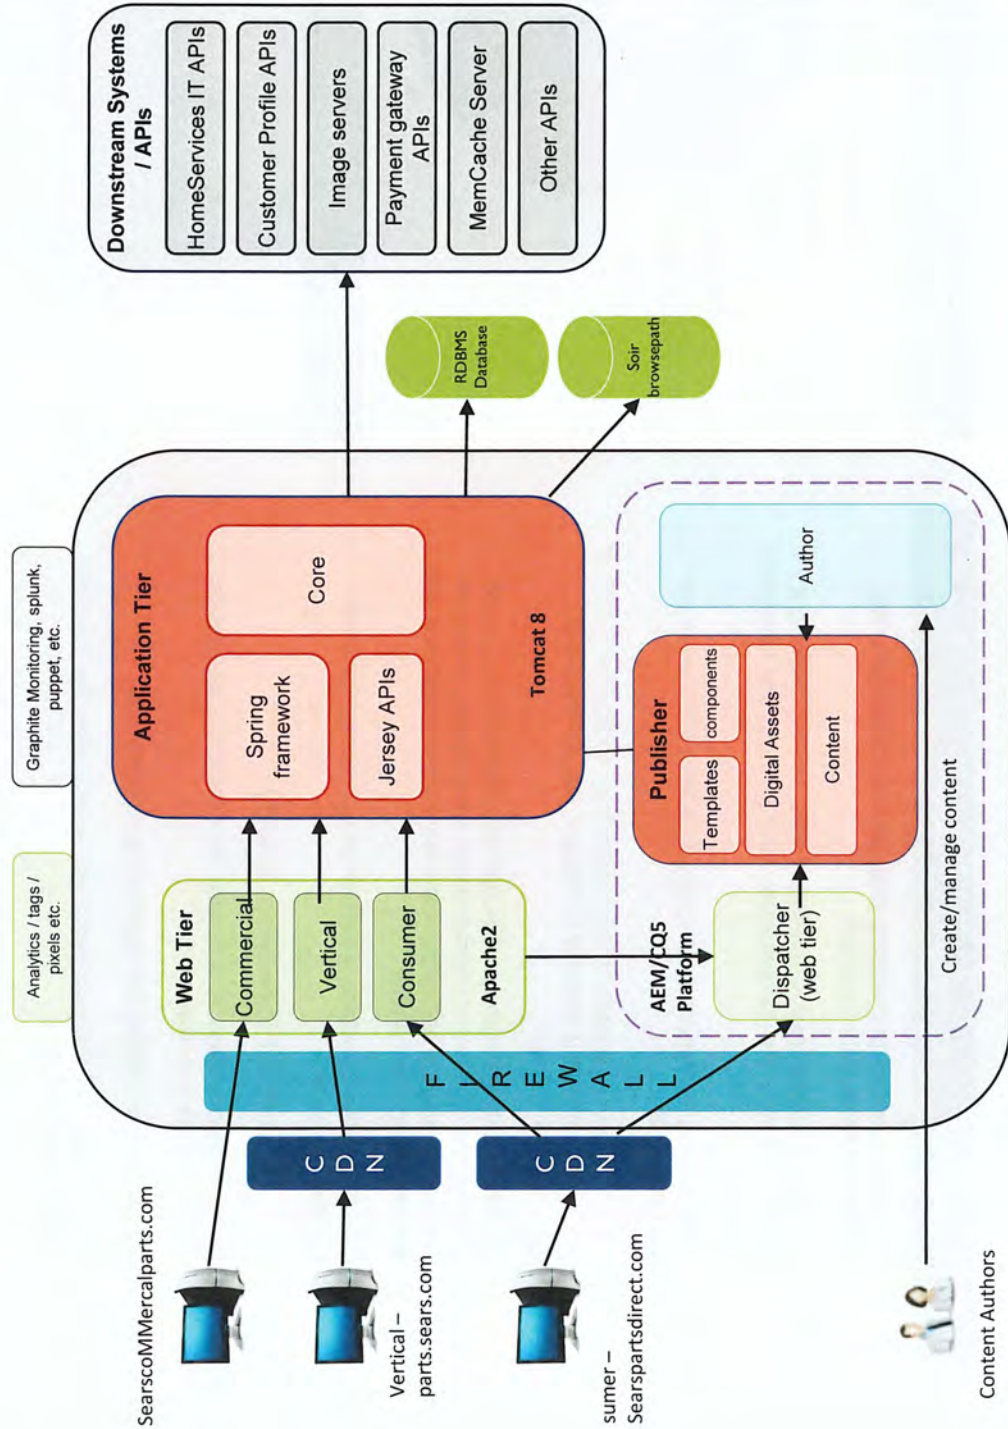 Analytics / tags /
pixels etc.
Graphite Monitoring, splunk,
puppet, etc.
SearscoMMercalparts.com
Vertical –
parts.sears.com
sumer –
Searspartsdirect.com
Content Authors
C
D
N
C
D
N
F
I
R
E
W
A
L
L
Web Tier
Commercial
Vertical
Consumer
Apache2
Application Tier
Spring
framework
Jersey APIs
Core
Tomcat 8
AEM/CQ5
Platform
Dispatcher
(web tier)
Publisher
Templates
components
Digital Assets
Content
Author
Create/manage content
RDBMS
Database
Soir
browsepath
Downstream Systems
/ APIs
HomeServices IT APIs
Customer Profile APIs
Image servers
Payment gateway
APIs
MemCache Server
Other APIs